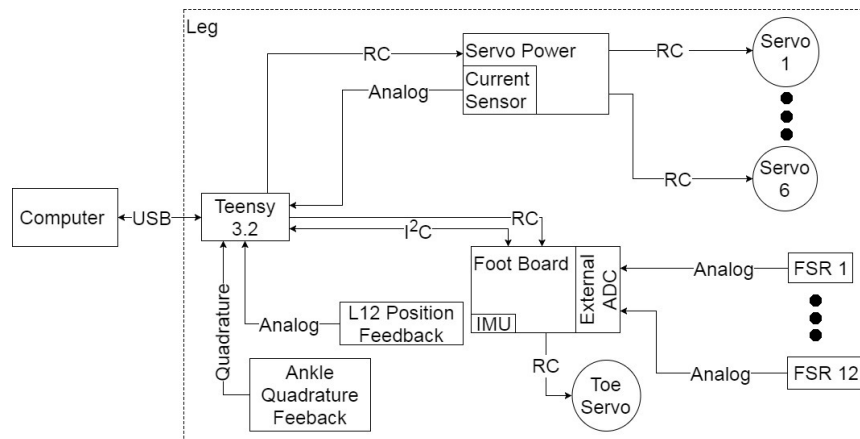 Leg
RC
Servo Power
RC
Servo
1
Analog
Current
Sensor
RC
Servo
6
Computer
USB
Teensy
3.2
RC
I²C
Foot Board
External
ADC
IMU
Analog
FSR 1
Quadrature
Analog
L12 Position
Feedback
RC
Analog
FSR 12
Ankle
Quadrature
Feeback
Toe
Servo